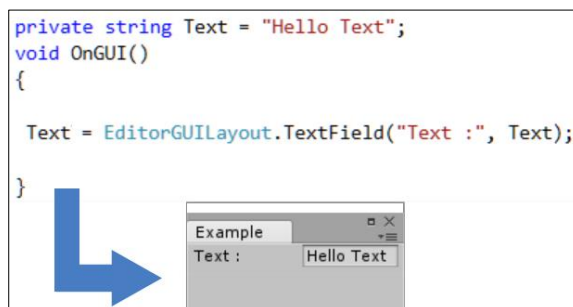 private string Text = "Hello Text";
void OnGUI()
{
Text = EditorGUILayout.TextField("Text :", Text);
}
Example
Text : Hello Text